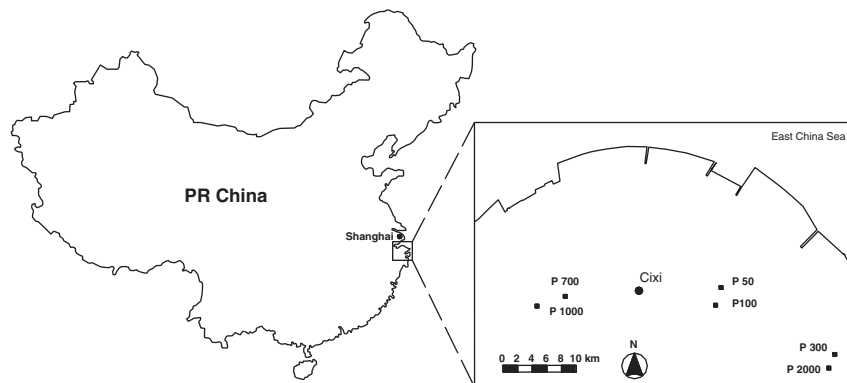 PR China
Shanghai
East China Sea
Cixi
P 700
P 1000
P 50
P100
P 300
P 2000
0 2 4 6 8 10 km
N